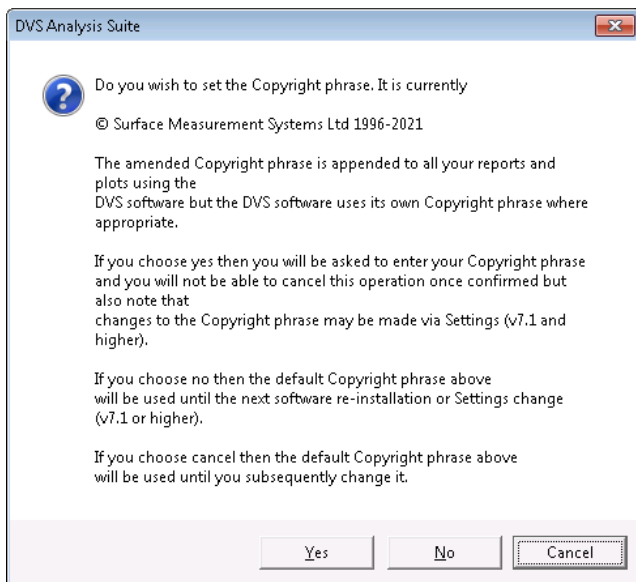 DVS Analysis Suite
Do you wish to set the Copyright phrase. It is currently
© Surface Measurement Systems Ltd 1996-2021
The amended Copyright phrase is appended to all your reports and
plots using the
DVS software but the DVS software uses its own Copyright phrase where
appropriate.
If you choose yes then you will be asked to enter your Copyright phrase
and you will not be able to cancel this operation once confirmed but
also note that
changes to the Copyright phrase may be made via Settings (v7.1 and
higher).
If you choose no then the default Copyright phrase above
will be used until the next software re-installation or Settings change
(v7.1 or higher).
If you choose cancel then the default Copyright phrase above
will be used until you subsequently change it.
Yes No Cancel